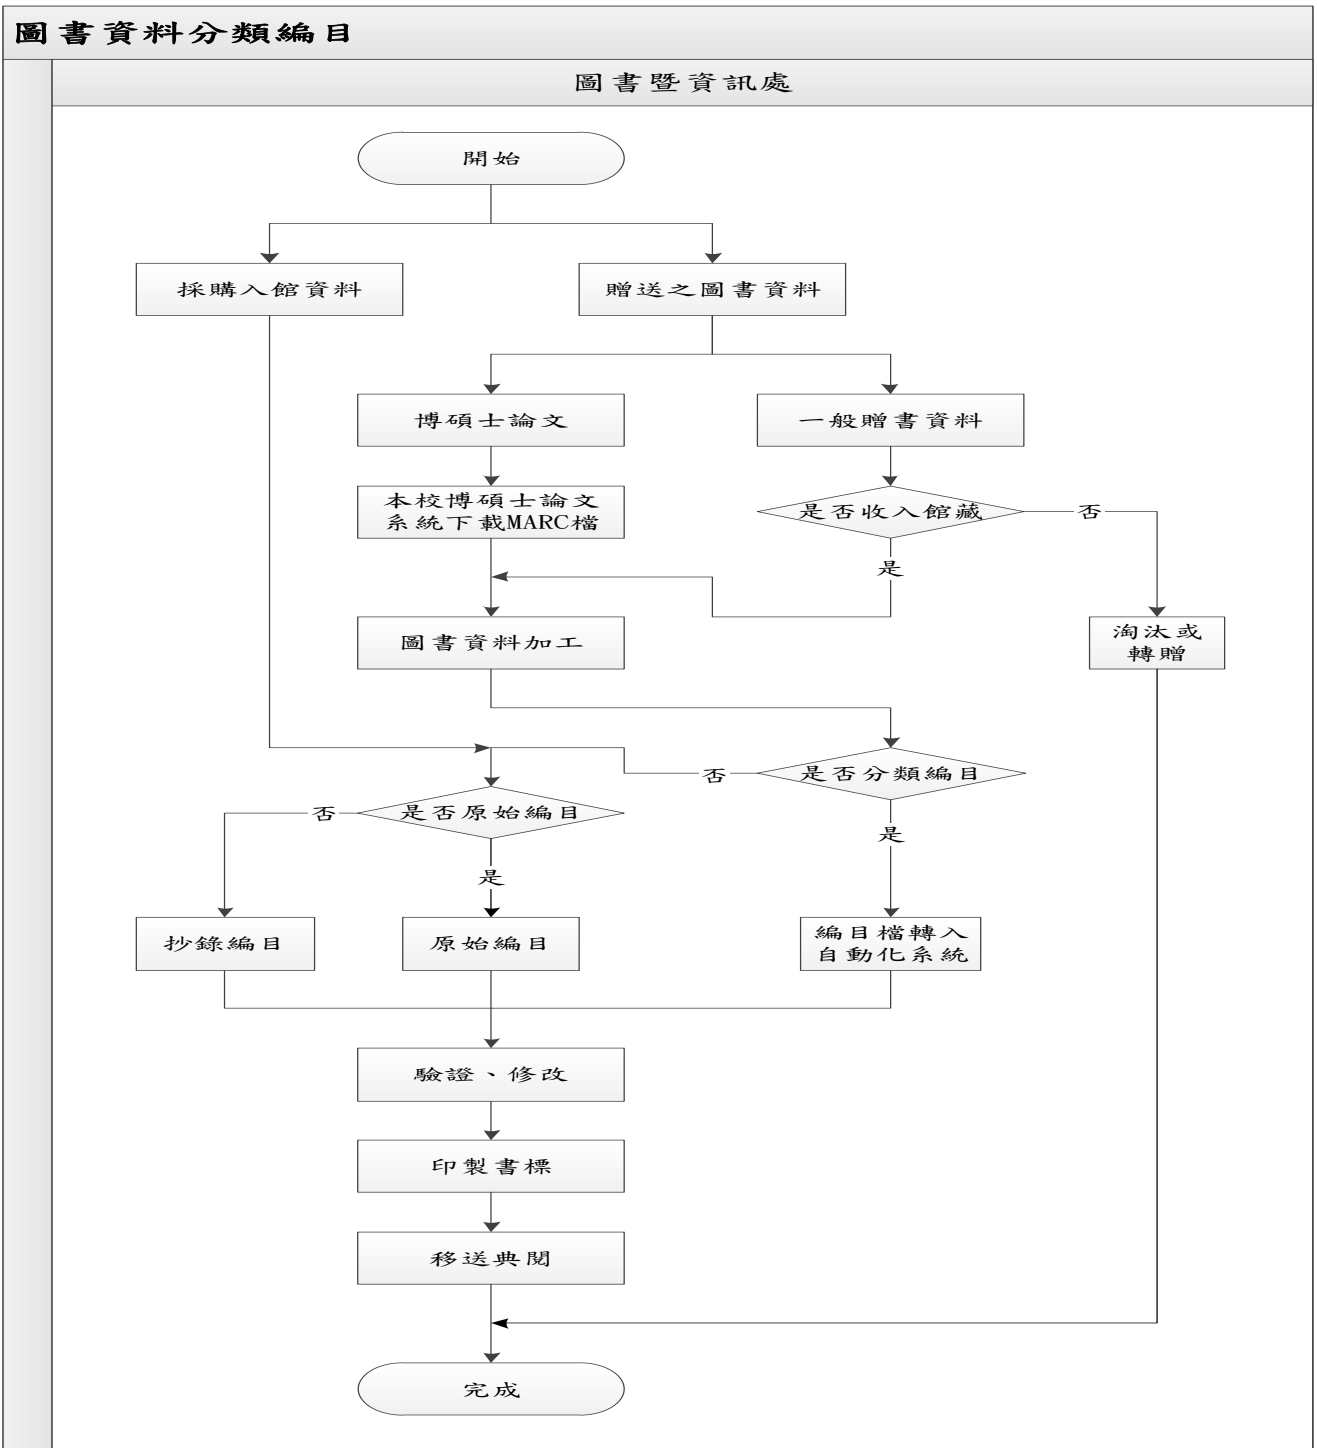 圖書資料分類編目
圖書暨資訊處
開始
採購入館資料
贈送之圖書資料
博碩士論文
一般贈書資料
本校博碩士論文
系統下載MARC檔
是否收入館藏
否
是
圖書資料加工
淘汰或
轉贈
是否分類編目
否
是否原始編目
否
是
是
抄錄編目
原始編目
編目檔轉入
自動化系統
驗證、修改
印製書標
移送典閱
完成